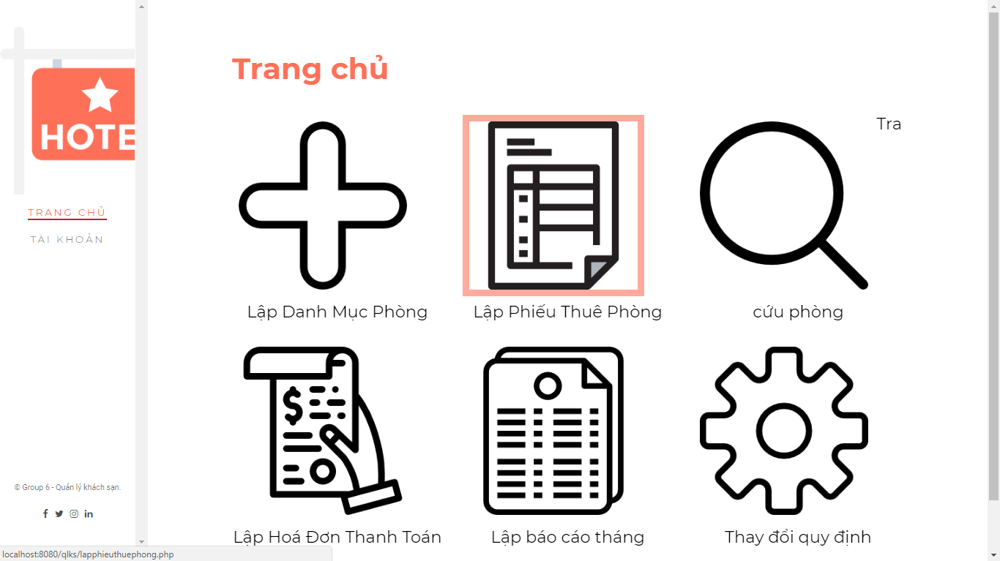 HOTE
TRANG CHỦ
TÀI KHOẢN
© Group 6 - Quản lý khách sạn.
Trang chủ
Tra
Lập Danh Mục Phòng
Lập Phiếu Thuê Phòng
cứu phòng
$
Lập Hoá Đơn Thanh Toán
Lập báo cáo tháng
Thay đổi quy định
localhost:8080/qlks/lapphieuthuephong.php